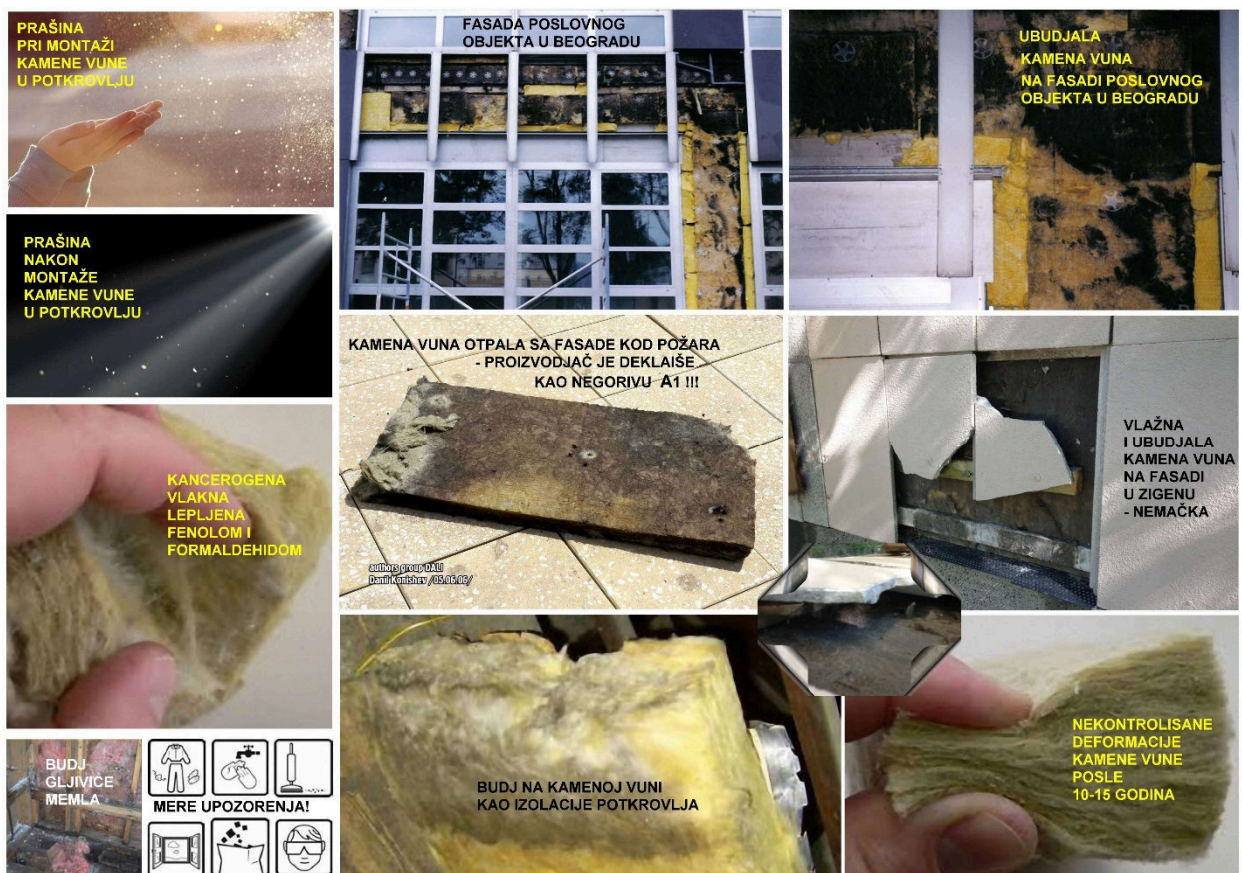 PRAŠINA
PRI MONTAŽI
KAMENE VUNE
U POTKROVLJU
FASADA POSLOVNOG
OBJEKTA U BEOGRADU
UBUDJALA
KAMENA VUNA
NA FASADI POSLOVNOG
OBJEKTA U BEOGRADU
PRAŠINA
NAKON
MONTAŽE
KAMENE VUNE
U POTKROVLJU
KAMENA VUNA OTPALA SA FASADE KOD POŽARA
- PROIZVODJAČ JE DEKLAIŠE
KAO NEGORIVU A1 !!!
authors group DALI
Danil Konishev /05.06.06/
VLAŽNA
I UBUDJALA
KAMENA VUNA
NA FASADI
U ZIGENU
- NEMAČKA
KANCEROGENA
VLAKNA
LEPLJENA
FENOLOM I
FORMALDEHIDOM
BUDJ
GLJIVICE
MEMLA
MERE UPOZORENJA!
BUDJ NA KAMENOJ VUNI
KAO IZOLACIJE POTKROVLJA
NEKONTROLISANE
DEFORMACIJE
KAMENE VUNE
POSLE
10-15 GODINA